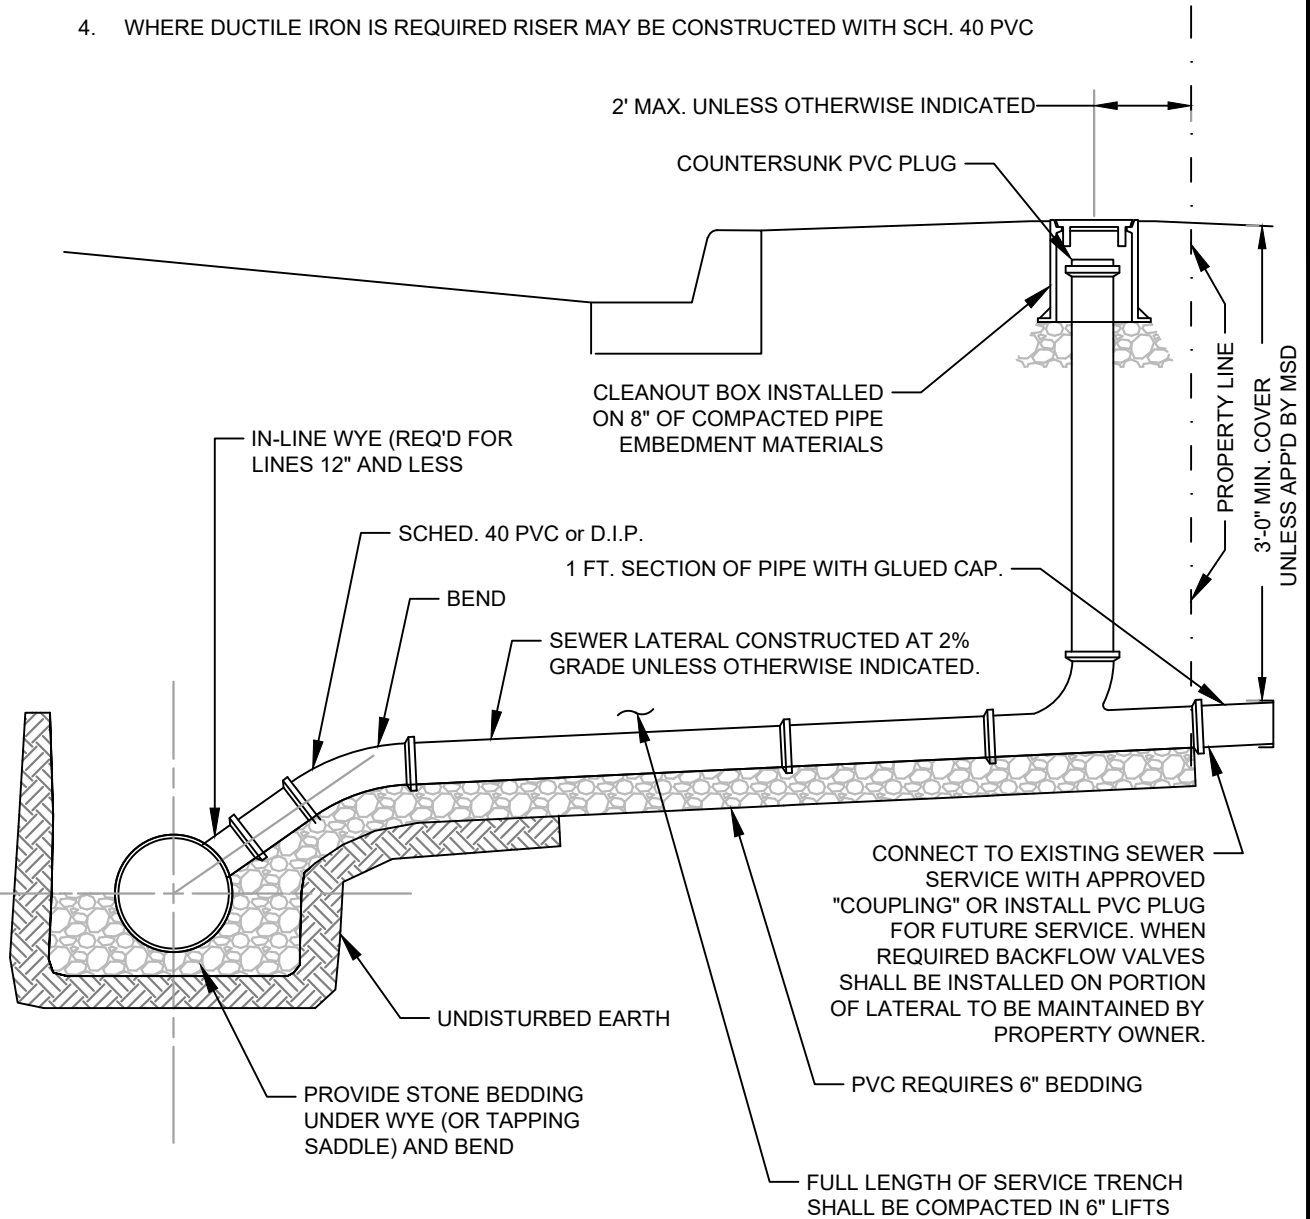 4. WHERE DUCTILE IRON IS REQUIRED RISER MAY BE CONSTRUCTED WITH SCH. 40 PVC
2' MAX. UNLESS OTHERWISE INDICATED
COUNTERSUNK PVC PLUG
CLEANOUT BOX INSTALLED
ON 8" OF COMPACTED PIPE
EMBEDMENT MATERIALS
PROPERTY LINE
3'-0" MIN. COVER
UNLESS APP'D BY MSD
IN-LINE WYE (REQ'D FOR
LINES 12" AND LESS
SCHED. 40 PVC or D.I.P.
1 FT. SECTION OF PIPE WITH GLUED CAP.
BEND
SEWER LATERAL CONSTRUCTED AT 2%
GRADE UNLESS OTHERWISE INDICATED.
CONNECT TO EXISTING SEWER
SERVICE WITH APPROVED
"COUPLING" OR INSTALL PVC PLUG
FOR FUTURE SERVICE. WHEN
REQUIRED BACKFLOW VALVES
SHALL BE INSTALLED ON PORTION
OF LATERAL TO BE MAINTAINED BY
PROPERTY OWNER.
UNDISTURBED EARTH
PVC REQUIRES 6" BEDDING
PROVIDE STONE BEDDING
UNDER WYE (OR TAPPING
SADDLE) AND BEND
FULL LENGTH OF SERVICE TRENCH
SHALL BE COMPACTED IN 6" LIFTS